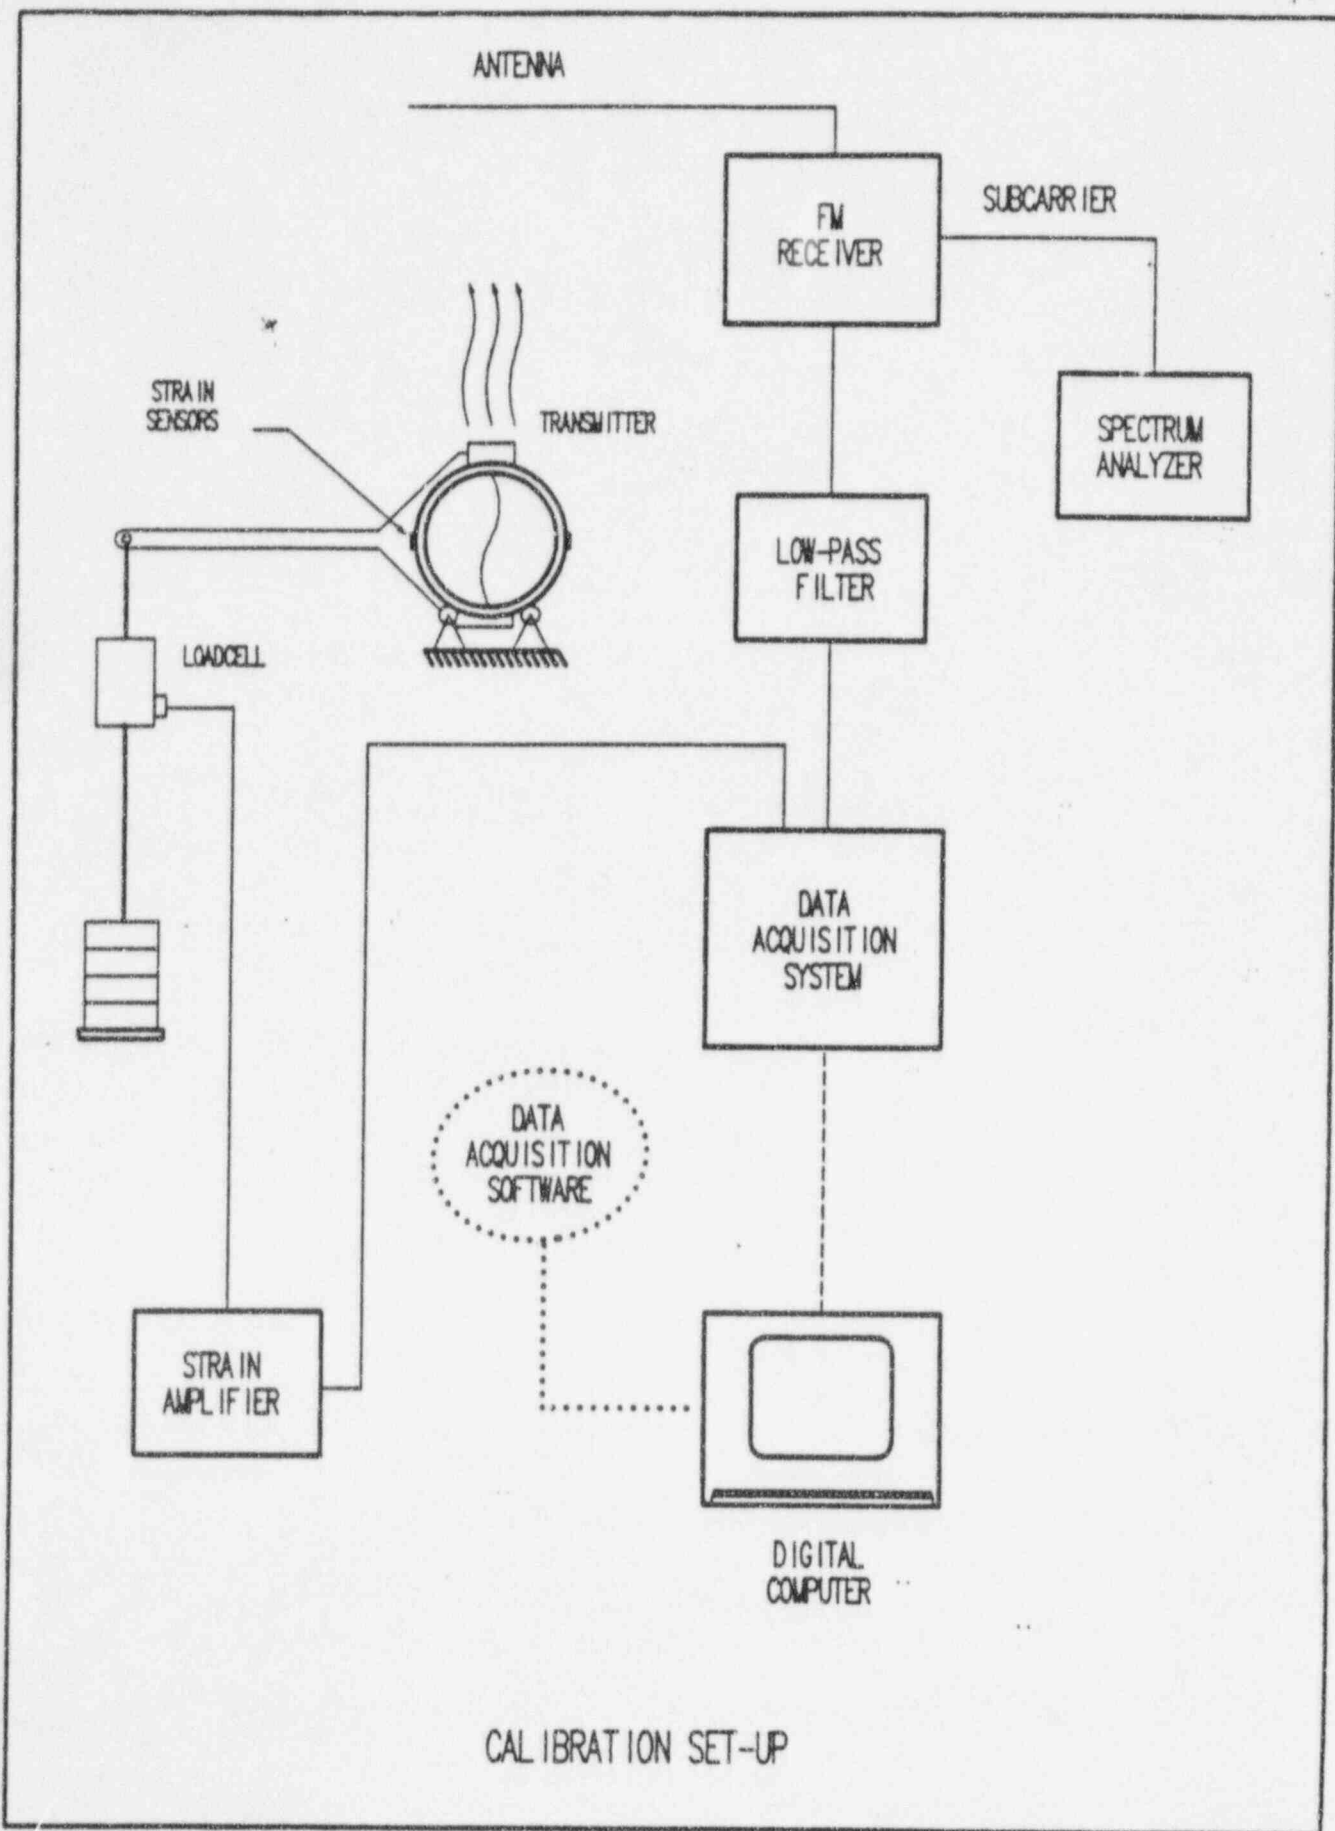 ANTENNA
FM
RECEIVER
SUBCARRIER
STRAIN
SENSORS
TRANSMITTER
SPECTRUM
ANALYZER
LOW-PASS
FILTER
LOADCELL
DATA
ACQUISITION
SYSTEM
DATA
ACQUISITION
SOFTWARE
STRAIN
AMPLIFIER
DIGITAL
COMPUTER
CALIBRATION SET-UP